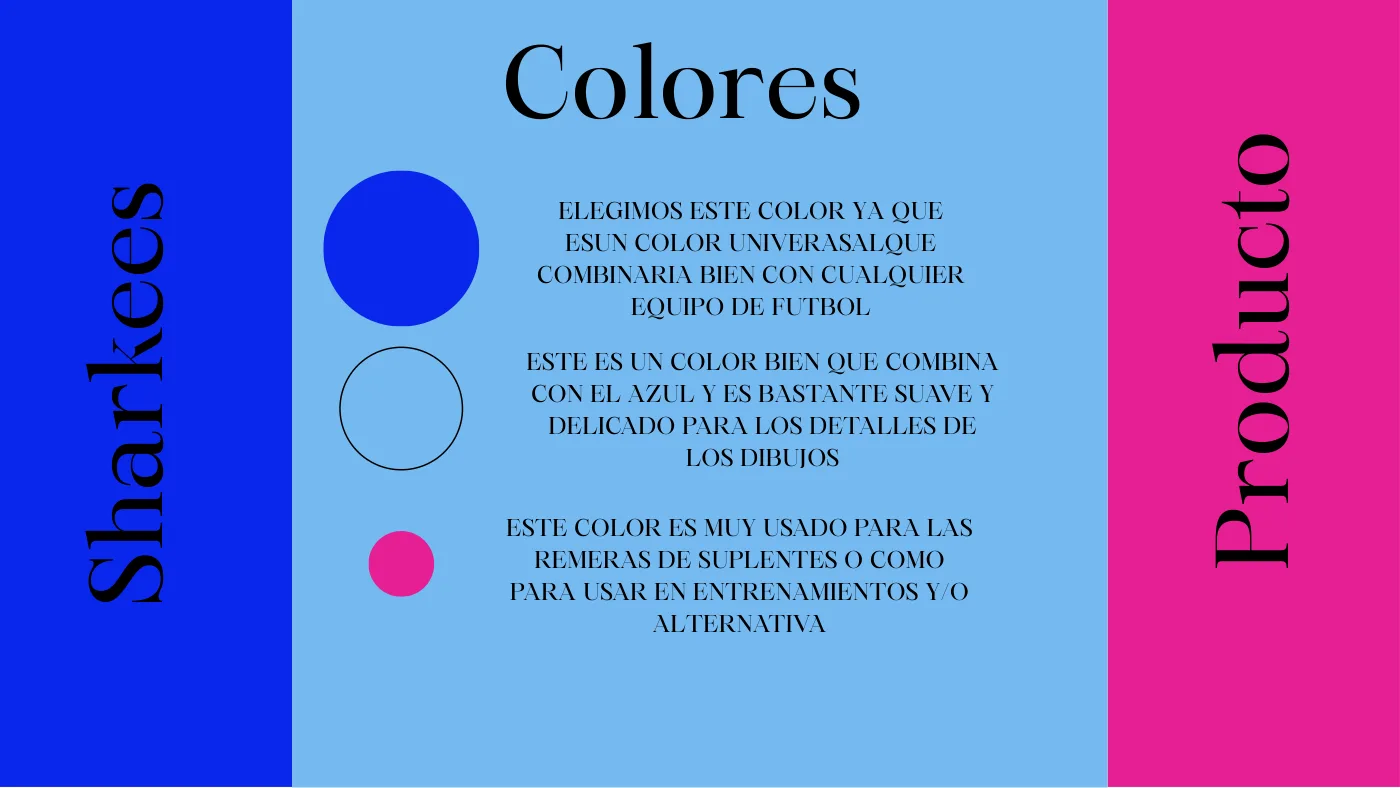 Sharkees
Colores
ELEGIMOS ESTE COLOR YA QUE
ESUN COLOR UNIVERASALQUE
COMBINARIA BIEN CON CUALQUIER
EQUIPO DE FUTBOL
ESTE ES UN COLOR BIEN QUE COMBINA
CON EL AZUL Y ES BASTANTE SUAVE Y
DELICADO PARA LOS DETALLES DE
LOS DIBUJOS
ESTE COLOR ES MUY USADO PARA LAS
REMERAS DE SUPLENTES O COMO
PARA USAR EN ENTRENAMIENTOS Y/O
ALTERNATIVA
Producto